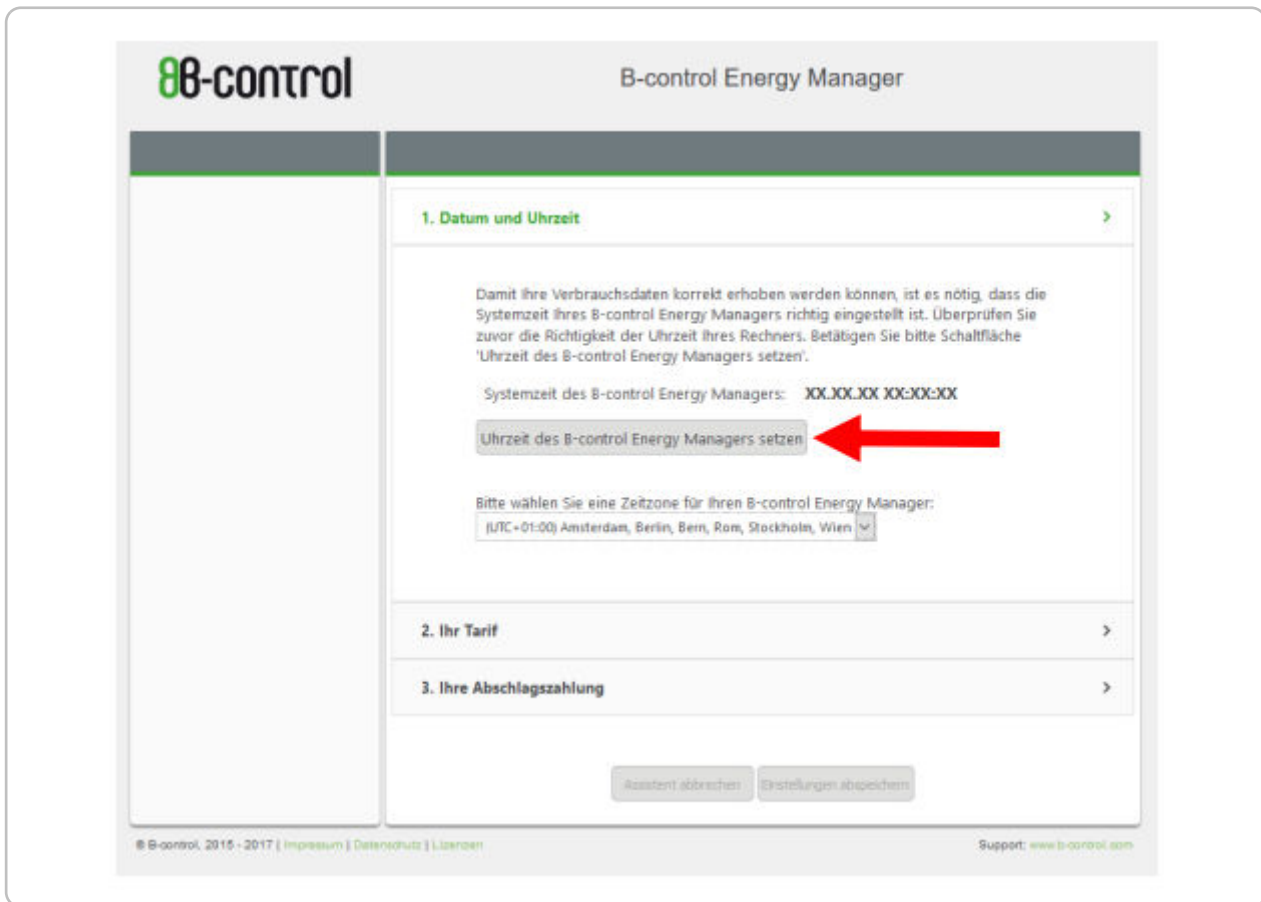 B-control
B-control Energy Manager
1. Datum und Uhrzeit
Damit Ihre Verbrauchsdaten korrekt erhoben werden können, ist es nötig, dass die
Systemzeit Ihres B-control Energy Managers richtig eingestellt ist. Überprüfen Sie
zuvor die Richtigkeit der Uhrzeit Ihres Rechners. Betätigen Sie bitte Schaltfläche
'Uhrzeit des B-control Energy Managers setzen'.
Systemzeit des B-control Energy Managers: XX.XX.XX XX:XX:XX
Uhrzeit des B-control Energy Managers setzen
Bitte wählen Sie eine Zeitzone für Ihren B-control Energy Manager:
(UTC+01:00) Amsterdam, Berlin, Bern, Rom, Stockholm, Wien
2. Ihr Tarif
3. Ihre Abschlagszahlung
Assistent abbrechen Einstellungen abspeichern
© B-control, 2015 - 2017 | Impressum | Datenschutz | Lizenzen Support: www.b-control.com